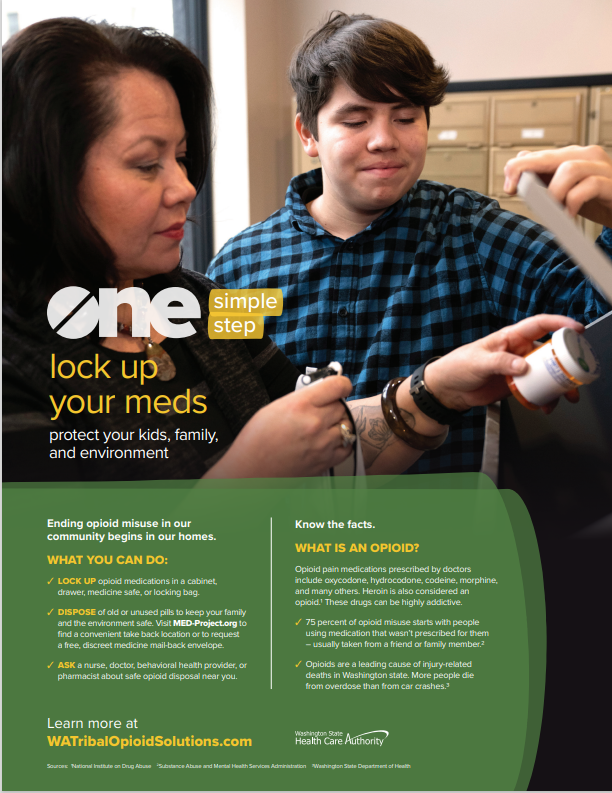 one simple
step
lock up
your meds
protect your kids, family,
and environment
Ending opioid misuse in our
community begins in our homes.
WHAT YOU CAN DO:
✓ LOCK UP opioid medications in a cabinet,
drawer, medicine safe, or locking bag.
✓ DISPOSE of old or unused pills to keep your family
and the environment safe. Visit MED-Project.org to
find a convenient take back location or to request
a free, discreet medicine mail-back envelope.
✓ ASK a nurse, doctor, behavioral health provider, or
pharmacist about safe opioid disposal near you.
Know the facts.
WHAT IS AN OPIOID?
Opioid pain medications prescribed by doctors
include oxycodone, hydrocodone, codeine, morphine,
and many others. Heroin is also considered an
opioid.¹ These drugs can be highly addictive.
✓ 75 percent of opioid misuse starts with people
using medication that wasn't prescribed for them
– usually taken from a friend or family member.²
✓ Opioids are a leading cause of injury-related
deaths in Washington state. More people die
from overdose than from car crashes.³
Learn more at
WATribalOpioidSolutions.com
Washington State
Health Care Authority
Sources: ¹National Institute on Drug Abuse ²Substance Abuse and Mental Health Services Administration ³Washington State Department of Health